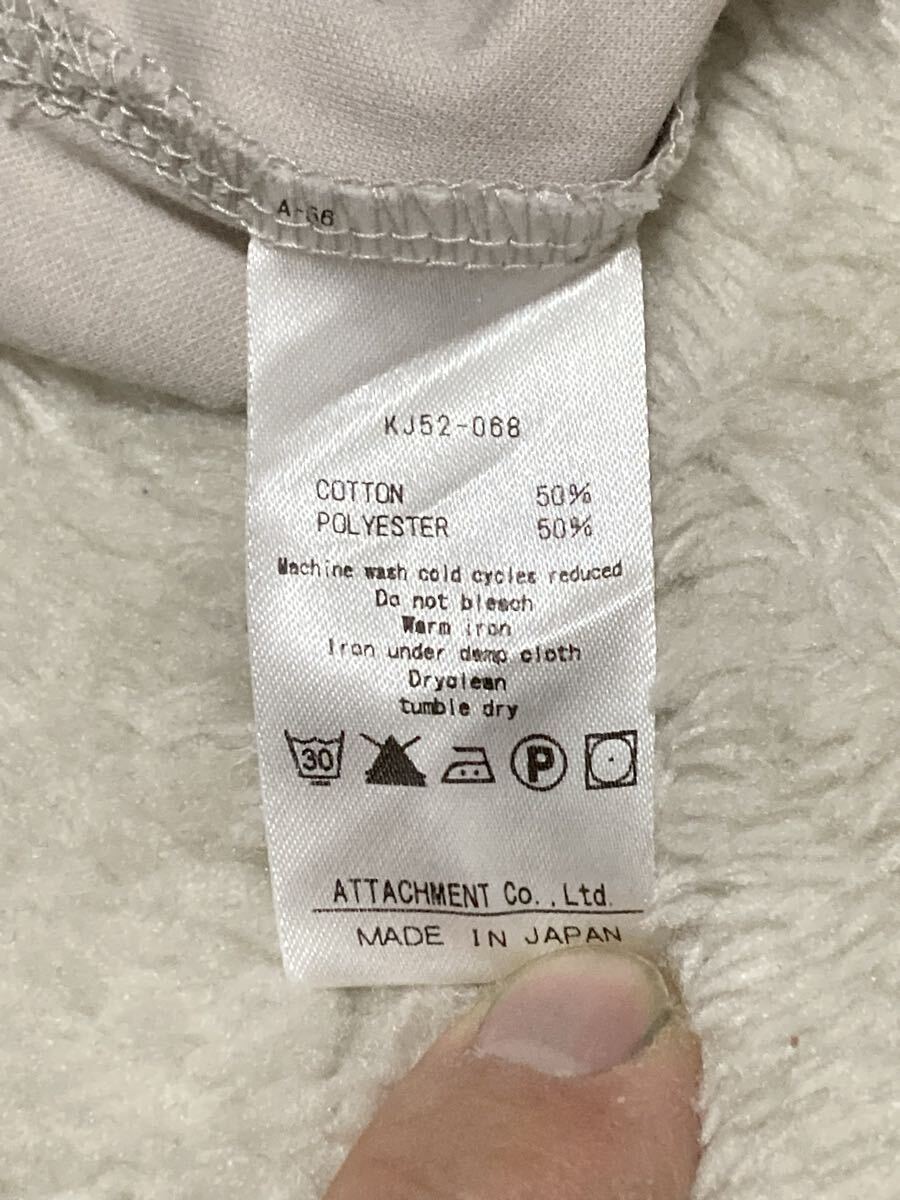 A-66
KJ52-068
COTTON 50%
POLYESTER 50%
Machine wash cold cycles reduced
Do not bleach
Warm iron
Iron under damp cloth
Dryclean
tumble dry
30 P
ATTACHMENT Co.,Ltd.
MADE IN JAPAN